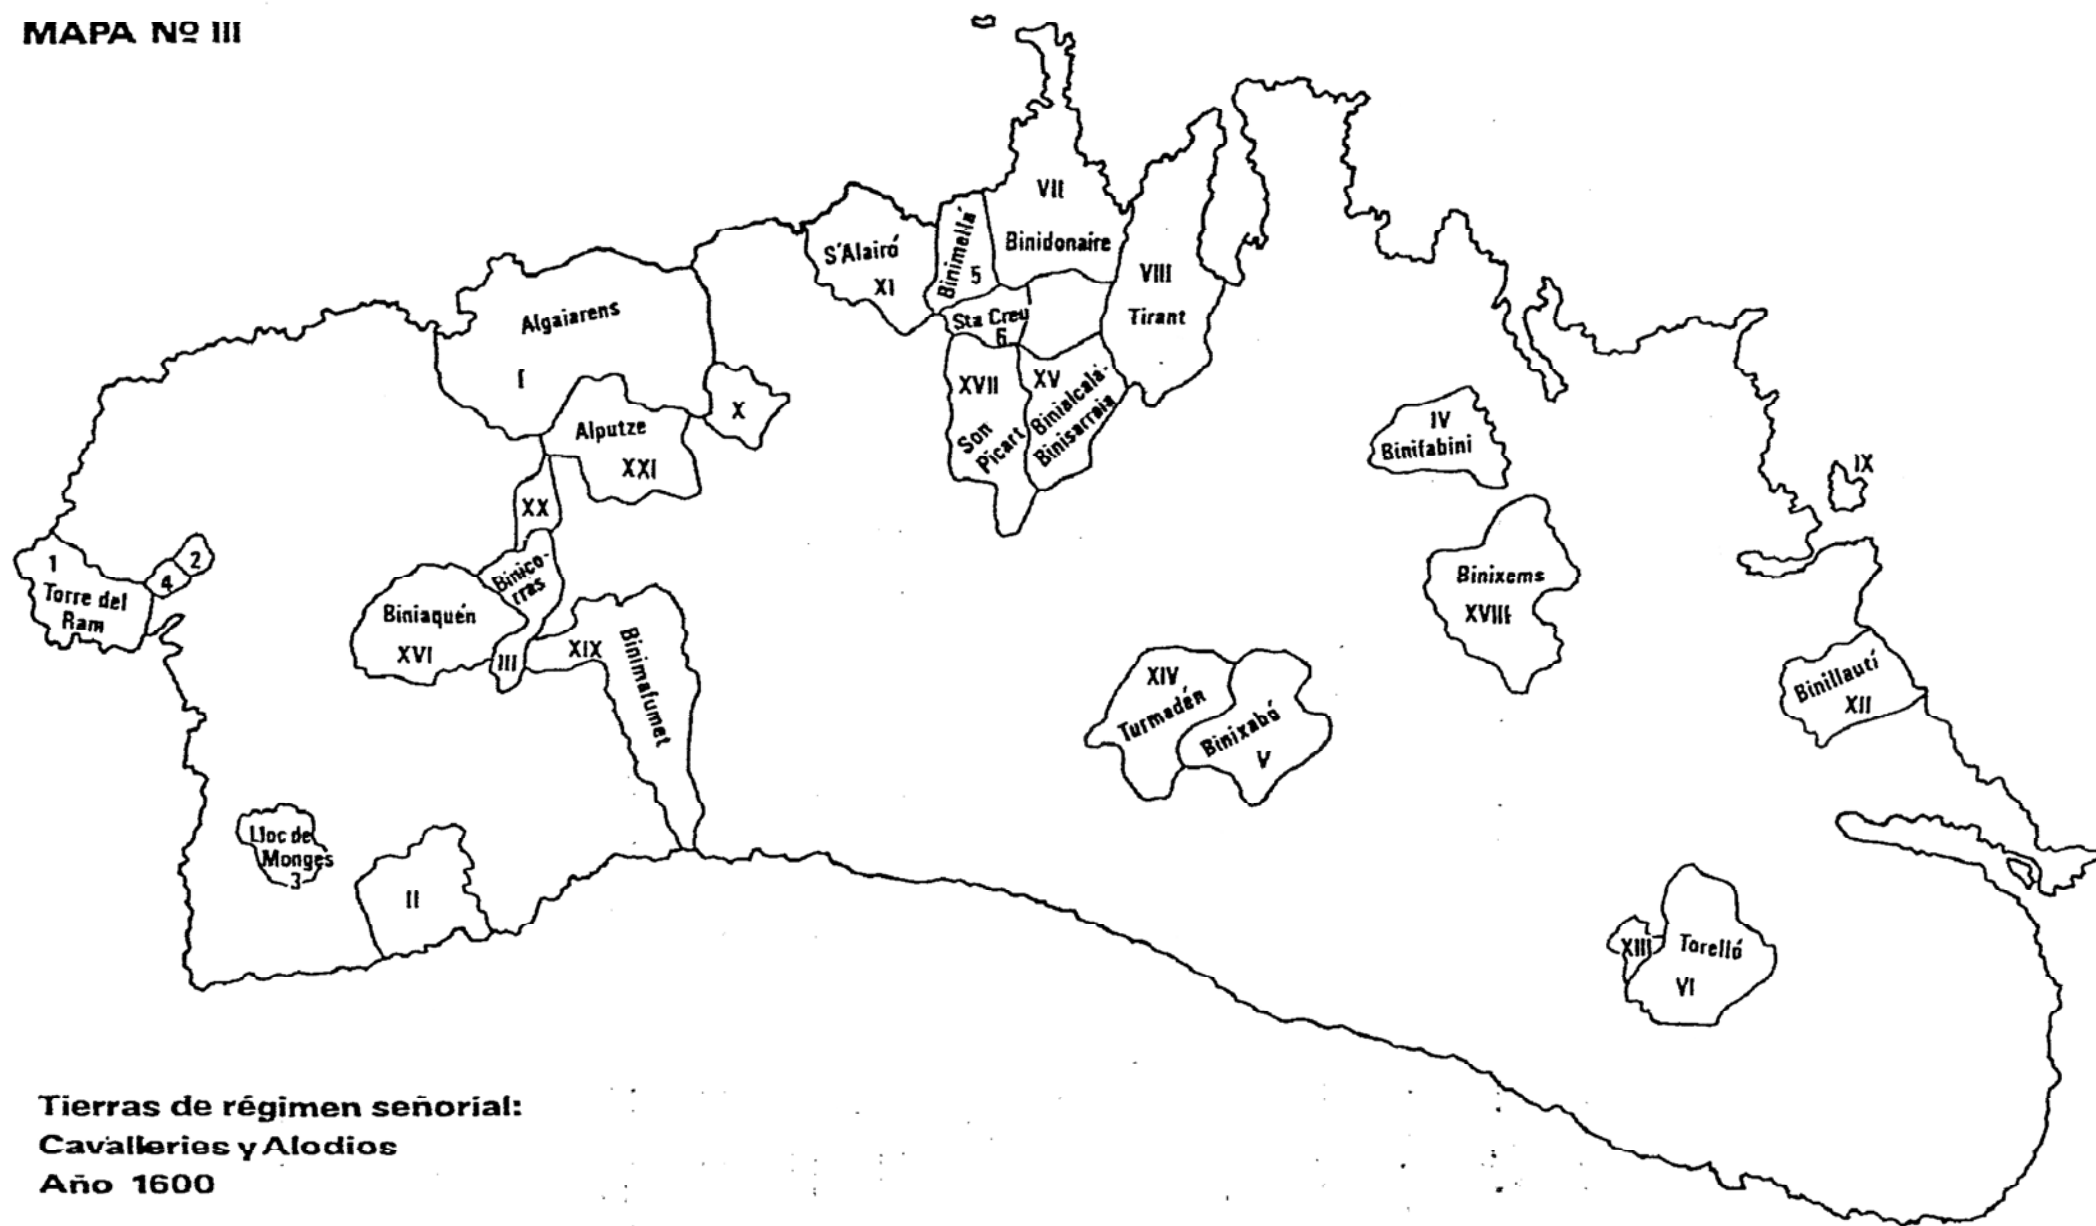 MAPA Nº III
VII
Binidonaire
S'Alairó
XI
Binimellá
5
VIII
Tirant
Algaiarens
I
Sta Creu
6
XVII
Son
Picart
XV
Binialcalá-
Binisarraia
X
Alputze
XXI
IV
Binifabini
IX
XX
1
Torre del
Ram
2
4
Binico-
rras
Biniaquén
XVI
III
XIX
Binimafumet
Binixems
XVIII
XIV
Turmadén
Binixabó
V
Binillautí
XII
Lloc de
Monges
3
II
XIII
Torelló
VI
Tierras de régimen señorial:
Cavalleries y Alodios
Año 1600